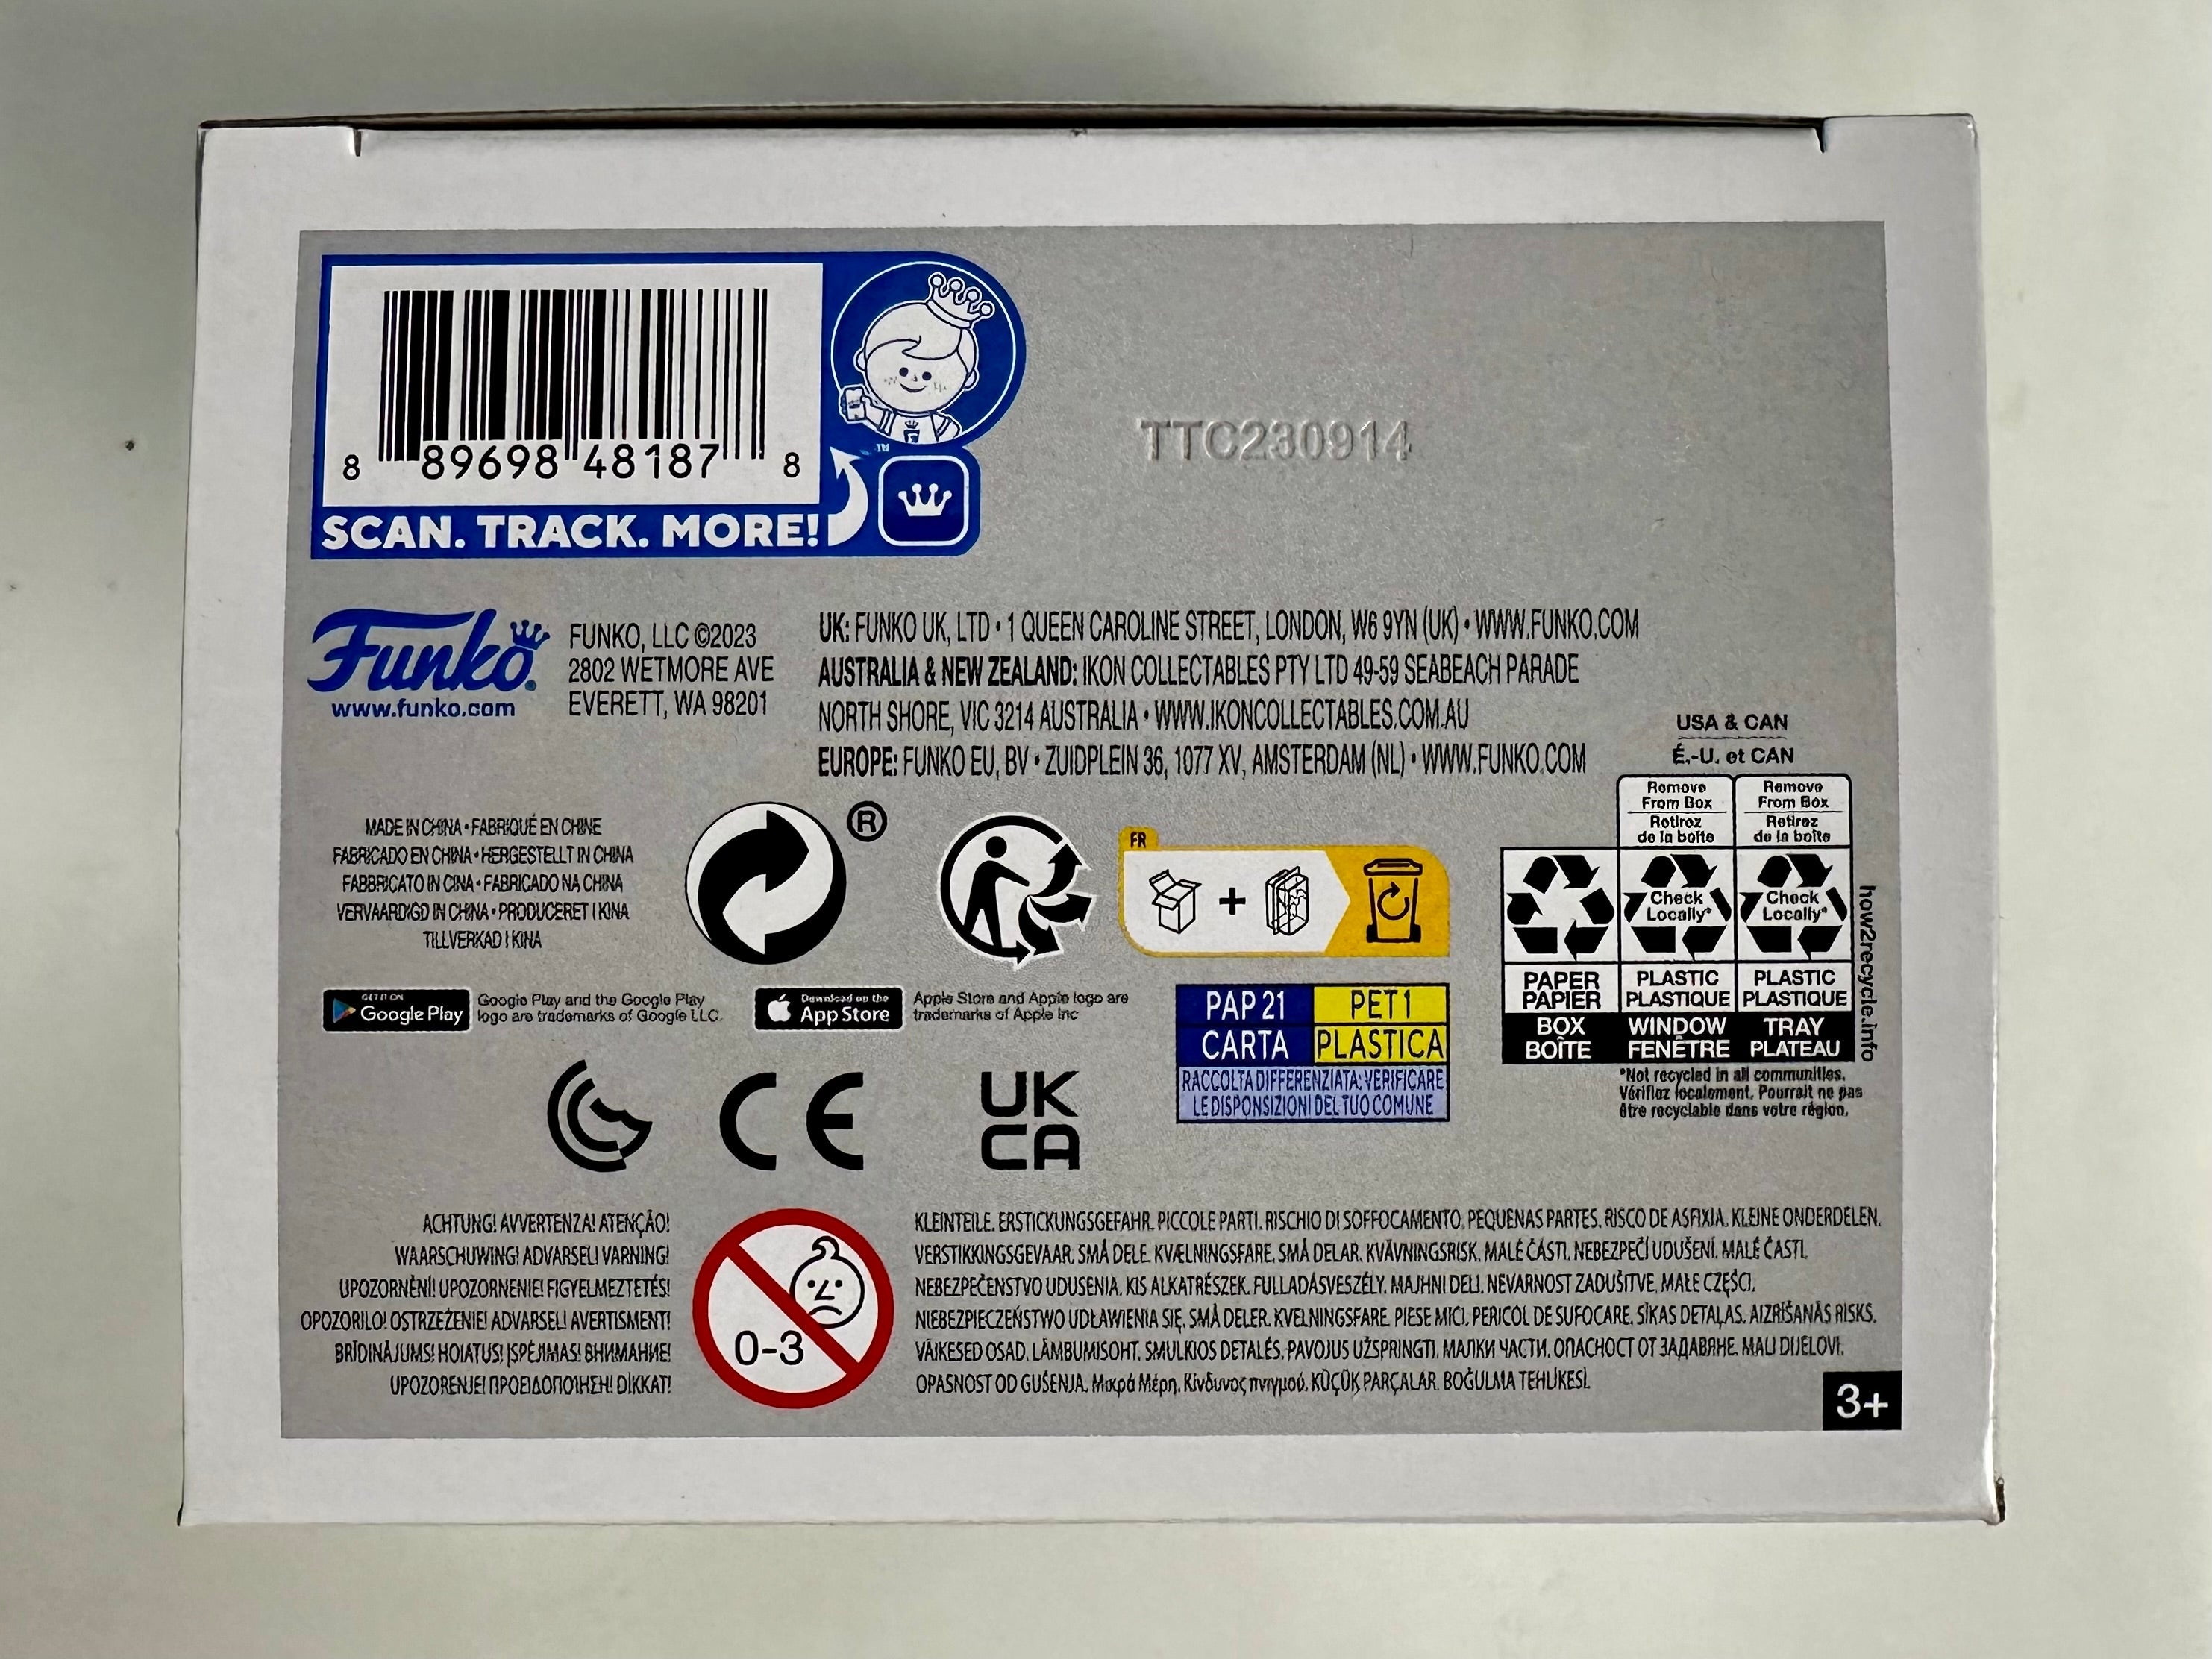 8 89698 48187 8
SCAN. TRACK. MORE!
TM
TTC230914
Funko
www.funko.com
FUNKO, LLC ©2023
2802 WETMORE AVE
EVERETT, WA 98201
UK: FUNKO UK, LTD • 1 QUEEN CAROLINE STREET, LONDON, W6 9YN (UK) • WWW.FUNKO.COM
AUSTRALIA & NEW ZEALAND: IKON COLLECTABLES PTY LTD 49-59 SEABEACH PARADE
NORTH SHORE, VIC 3214 AUSTRALIA • WWW.IKONCOLLECTABLES.COM.AU
EUROPE: FUNKO EU, BV • ZUIDPLEIN 36, 1077 XV, AMSTERDAM (NL) • WWW.FUNKO.COM
MADE IN CHINA • FABRIQUÉ EN CHINE
FABRICADO EN CHINA • HERGESTELLT IN CHINA
FABBRICATO IN CINA • FABRICADO NA CHINA
VERVAARDIGD IN CHINA • PRODUCERET I KINA
TILLVERKAD I KINA
®
FR
USA & CAN
É.-U. et CAN
Remove
From Box
Retirez
de la boîte
Remove
From Box
Retirez
de la boîte
Check
Locally*
Check
Locally*
PAPER
PAPIER
PLASTIC
PLASTIQUE
PLASTIC
PLASTIQUE
BOX
BOÎTE
WINDOW
FENÊTRE
TRAY
PLATEAU
how2recycle.info
*Not recycled in all communities.
Vérifiez localement. Pourrait ne pas
être recyclable dans votre région.
GET IT ON
Google Play
Google Play and the Google Play
logo are trademarks of Google LLC.
Download on the
App Store
Apple Store and Apple logo are
trademarks of Apple Inc
PAP 21
CARTA
PET 1
PLASTICA
RACCOLTA DIFFERENZIATA: VERIFICARE
LE DISPONSIZIONI DEL TUO COMUNE
CE
UK
CA
ACHTUNG! AVVERTENZA! ATENÇÃO!
WAARSCHUWING! ADVARSEL! VARNING!
UPOZORNĚNÍ! UPOZORNENIE! FIGYELMEZTETÉS!
OPOZORILO! OSTRZEŻENIE! ADVARSEL! AVERTISMENT!
BRĪDINĀJUMS! HOIATUS! ĮSPĖJIMAS! ВНИМАНИЕ!
UPOZORENJE! ΠΡΟΕΙΔΟΠΟΙΗΣΗ! DİKKAT!
0-3
KLEINTEILE. ERSTICKUNGSGEFAHR. PICCOLE PARTI. RISCHIO DI SOFFOCAMENTO. PEQUENAS PARTES. RISCO DE ASFIXIA. KLEINE ONDERDELEN.
VERSTIKKINGSGEVAAR. SMÅ DELE. KVÆLNINGSFARE. SMÅ DELAR. KVÄVNINGSRISK. MALÉ ČÁSTI. NEBEZPEČÍ UDUŠENÍ. MALÉ ČASTI.
NEBEZPEČENSTVO UDUSENIA. KIS ALKATRÉSZEK. FULLADÁSVESZÉLY. MAJHNI DELI. NEVARNOST ZADUŠITVE. MAŁE CZĘŚCI.
NIEBEZPIECZEŃSTWO UDŁAWIENIA SIĘ. SMÅ DELER. KVELNINGSFARE. PIESE MICI. PERICOL DE SUFOCARE. SĪKAS DETAĻAS. AIZRĪŠANĀS RISKS.
VÄIKESED OSAD. LÄMBUMISOHT. SMULKIOS DETALĖS. PAVOJUS UŽSPRINGTI. МАЛКИ ЧАСТИ. ОПАСНОСТ ОТ ЗАДАВЯНЕ. MALI DIJELOVI.
OPASNOST OD GUŠENJA. Μικρά Μέρη. Κίνδυνος πνιγμού. KÜÇÜK PARÇALAR. BOĞULMA TEHLİKESİ.
3+